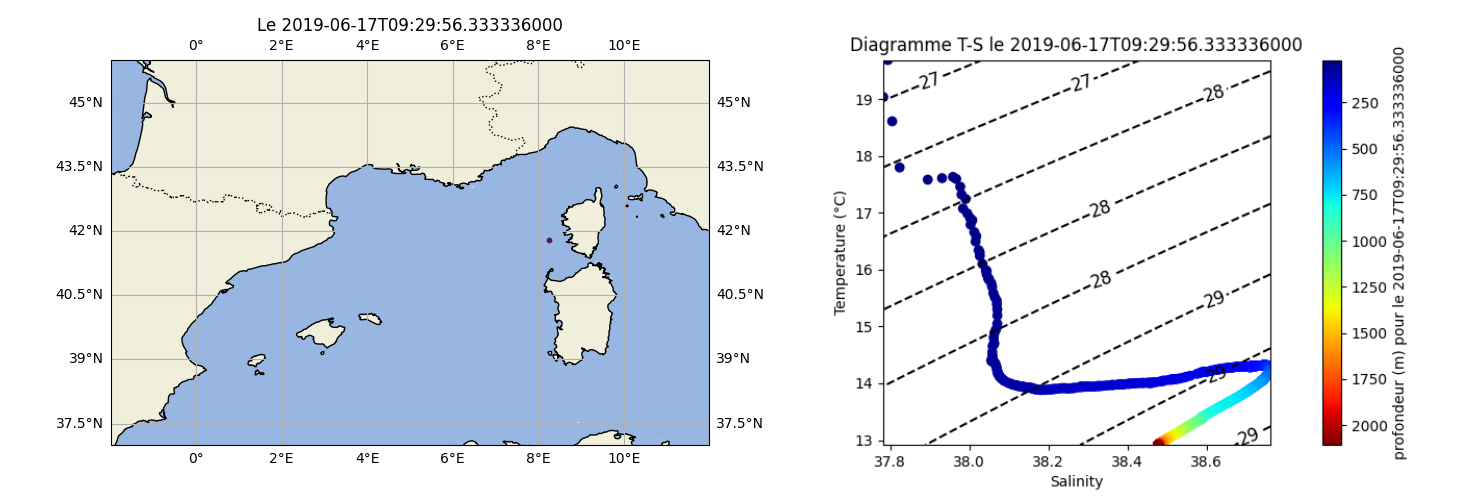 Le 2019-06-17T09:29:56.333336000
0° 2°E 4°E 6°E 8°E 10°E
45°N 45°N
43.5°N 43.5°N
42°N 42°N
40.5°N 40.5°N
39°N 39°N
37.5°N 37.5°N
0° 2°E 4°E 6°E 8°E 10°E
Diagramme T-S le 2019-06-17T09:29:56.333336000
27 27 28
28
28 29
29
29
19
18
17
16
15
14
13
Temperature (°C)
37.8 38.0 38.2 38.4 38.6
Salinity
250
500
750
1000
1250
1500
1750
2000
profondeur (m) pour le 2019-06-17T09:29:56.333336000